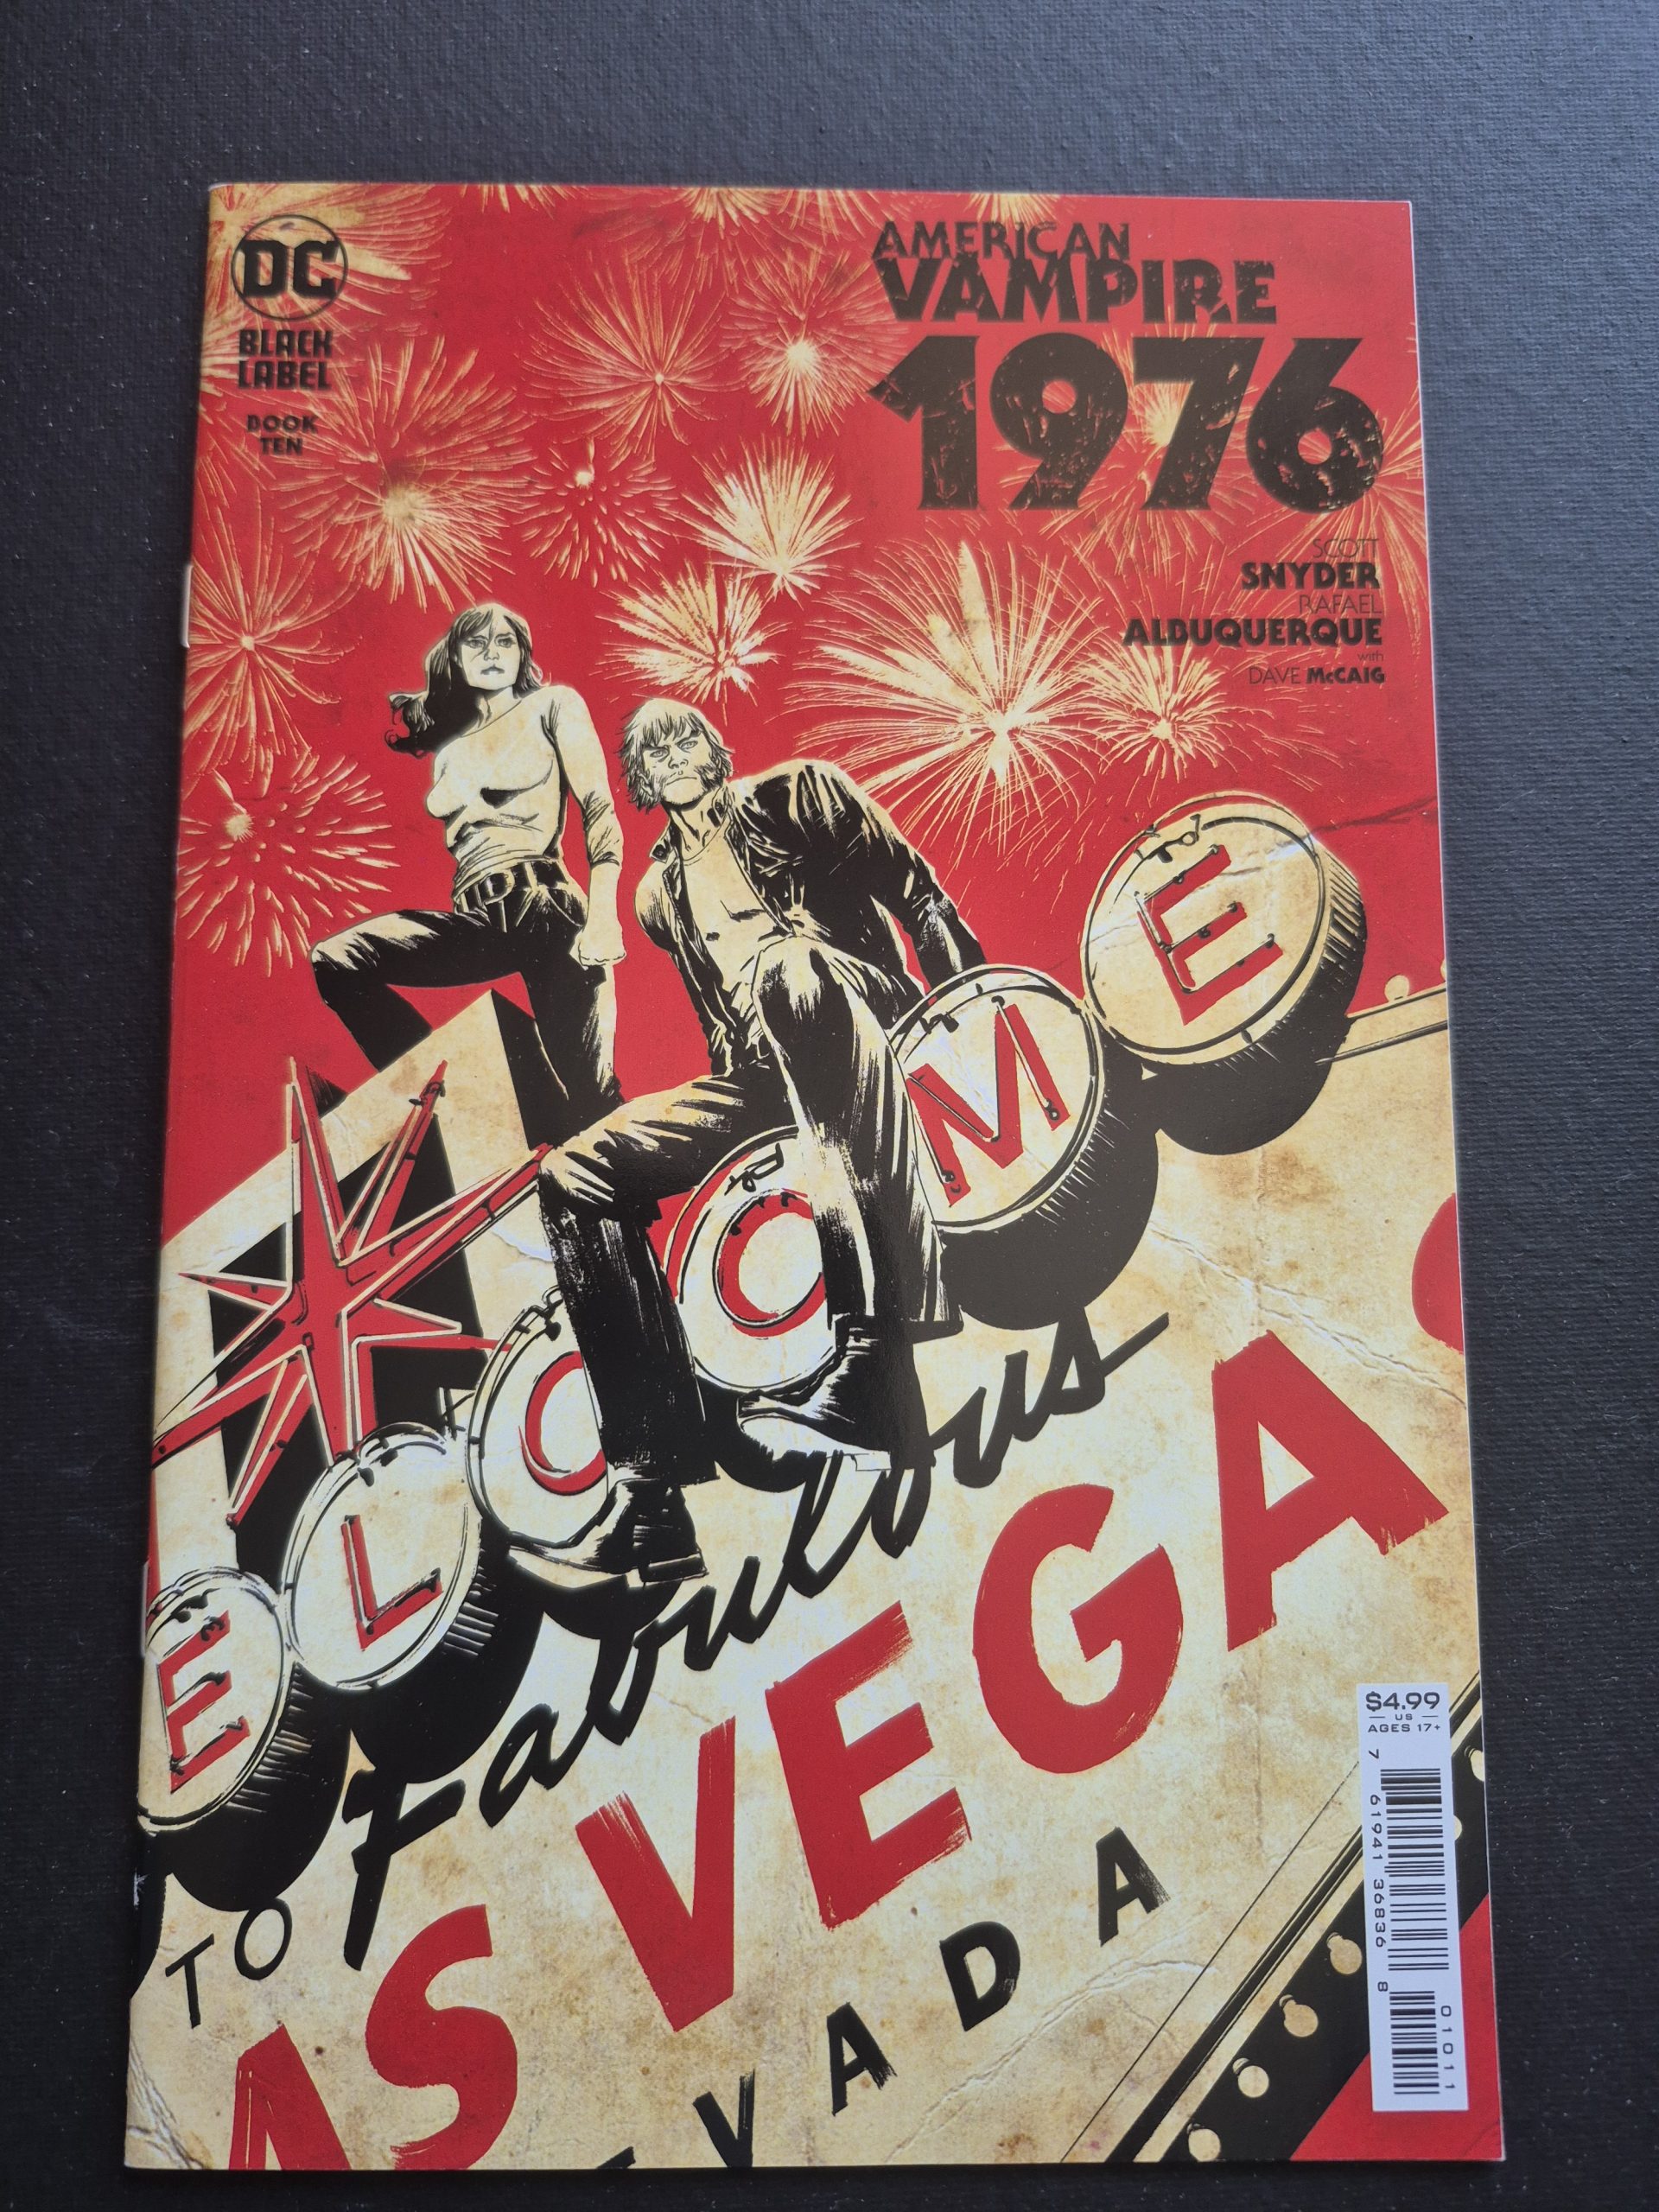 DC
BLACK
LABEL
BOOK
TEN
AMERICAN
VAMPIRE
1976
SCOTT
SNYDER
RAFAEL
ALBUQUERQUE
with
DAVE McCAIG
ELCOME
TO Fabulous
AS VEGA
EVADA
$4.99
US
AGES 17+
7 61941 36836 8
01011